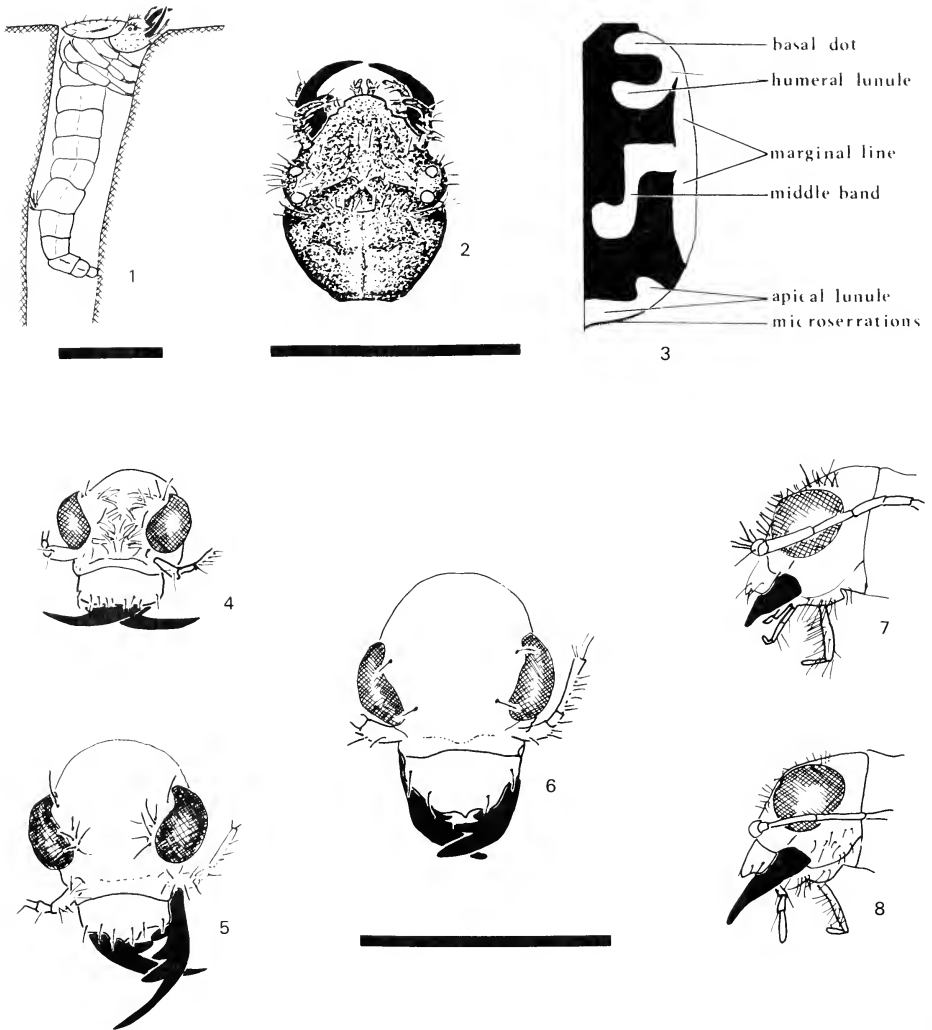 1
2
basal dot
humeral lunule
marginal line
middle band
apical lunule
microserrations
3
4
5
6
7
8